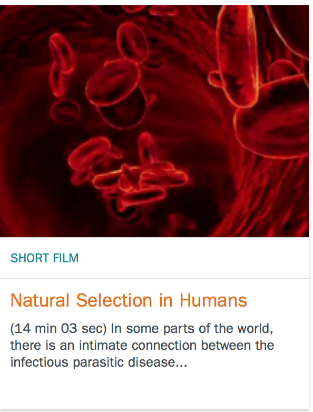 SHORT FILM
Natural Selection in Humans
(14 min 03 sec) In some parts of the world,
there is an intimate connection between the
infectious parasitic disease...